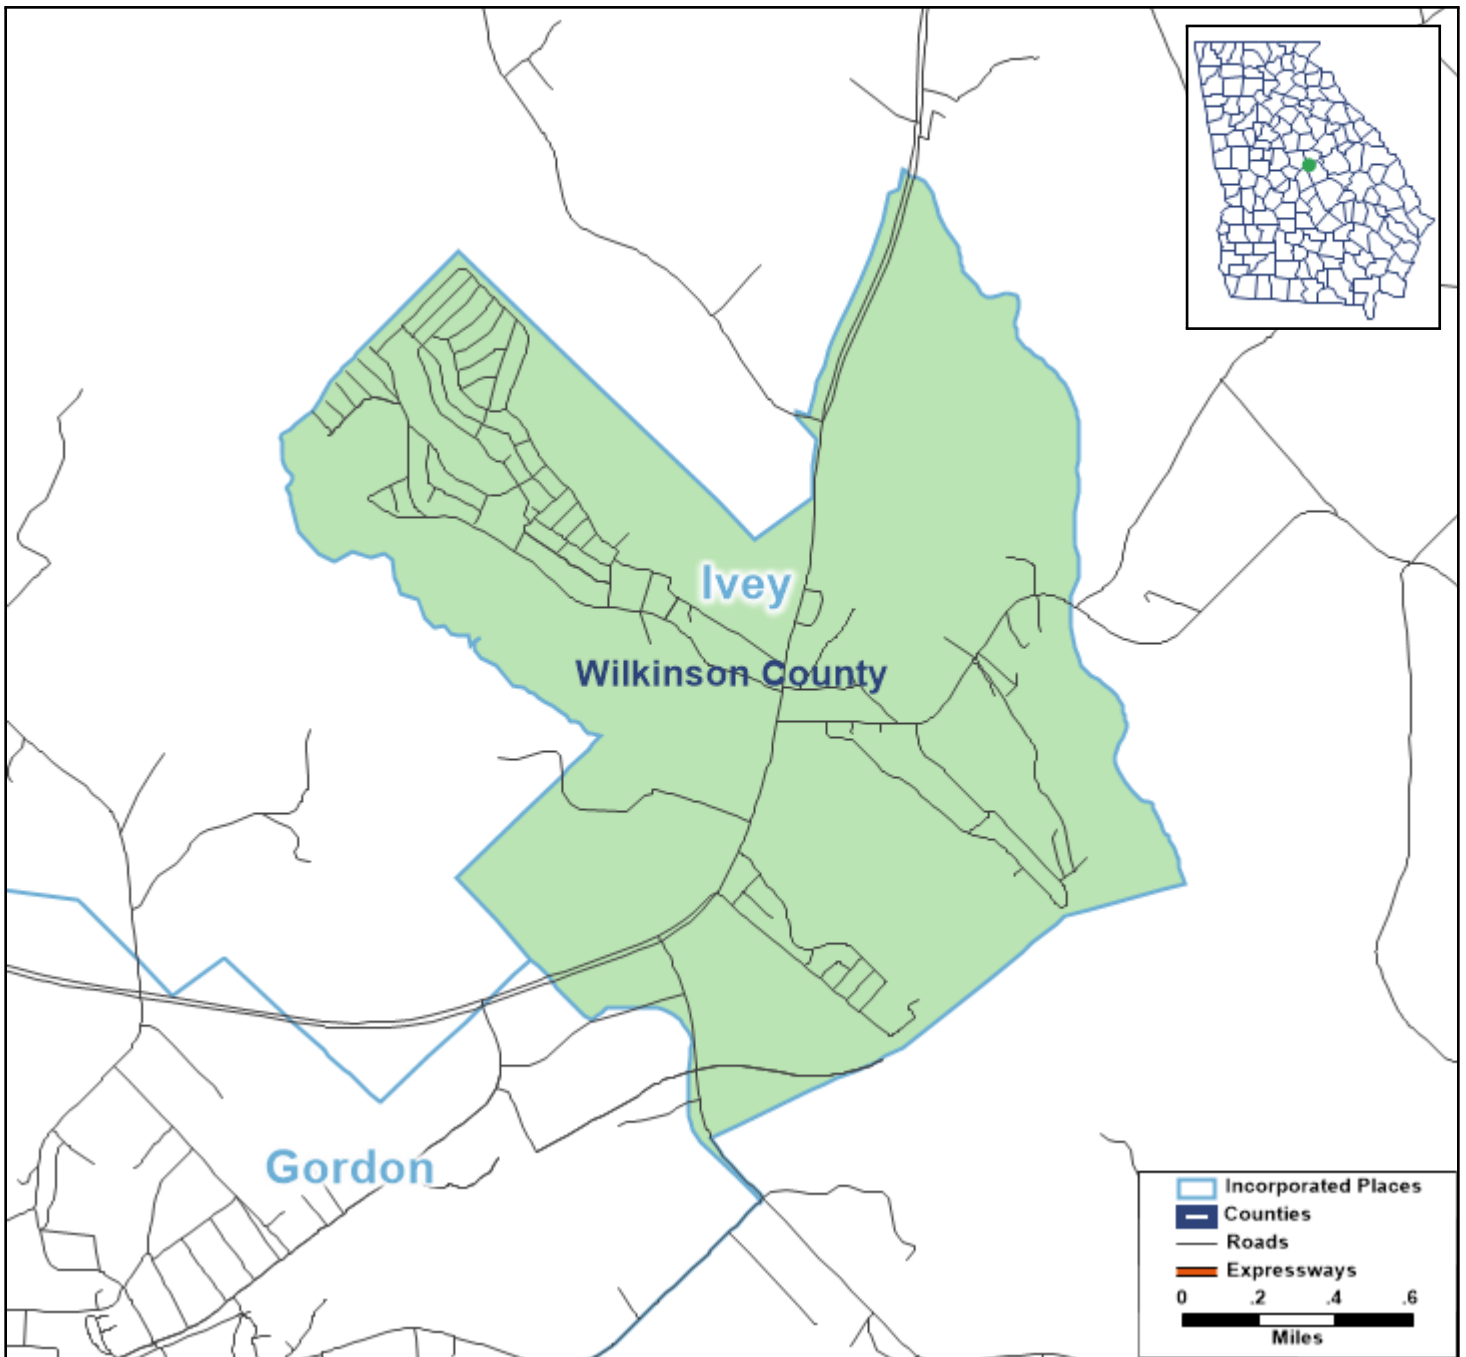 Ivey
Wilkinson County
Gordon
Incorporated Places
Counties
Roads
Expressways
0 .2 .4 .6
Miles